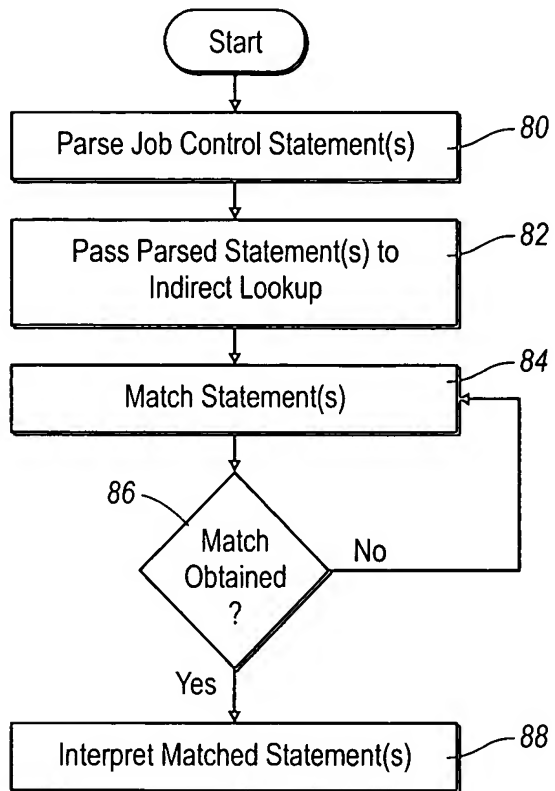 Start
Parse Job Control Statement(s)
80
Pass Parsed Statement(s) to
Indirect Lookup
82
84
Match Statement(s)
86
Match
Obtained
?
No
Yes
Interpret Matched Statement(s)
88